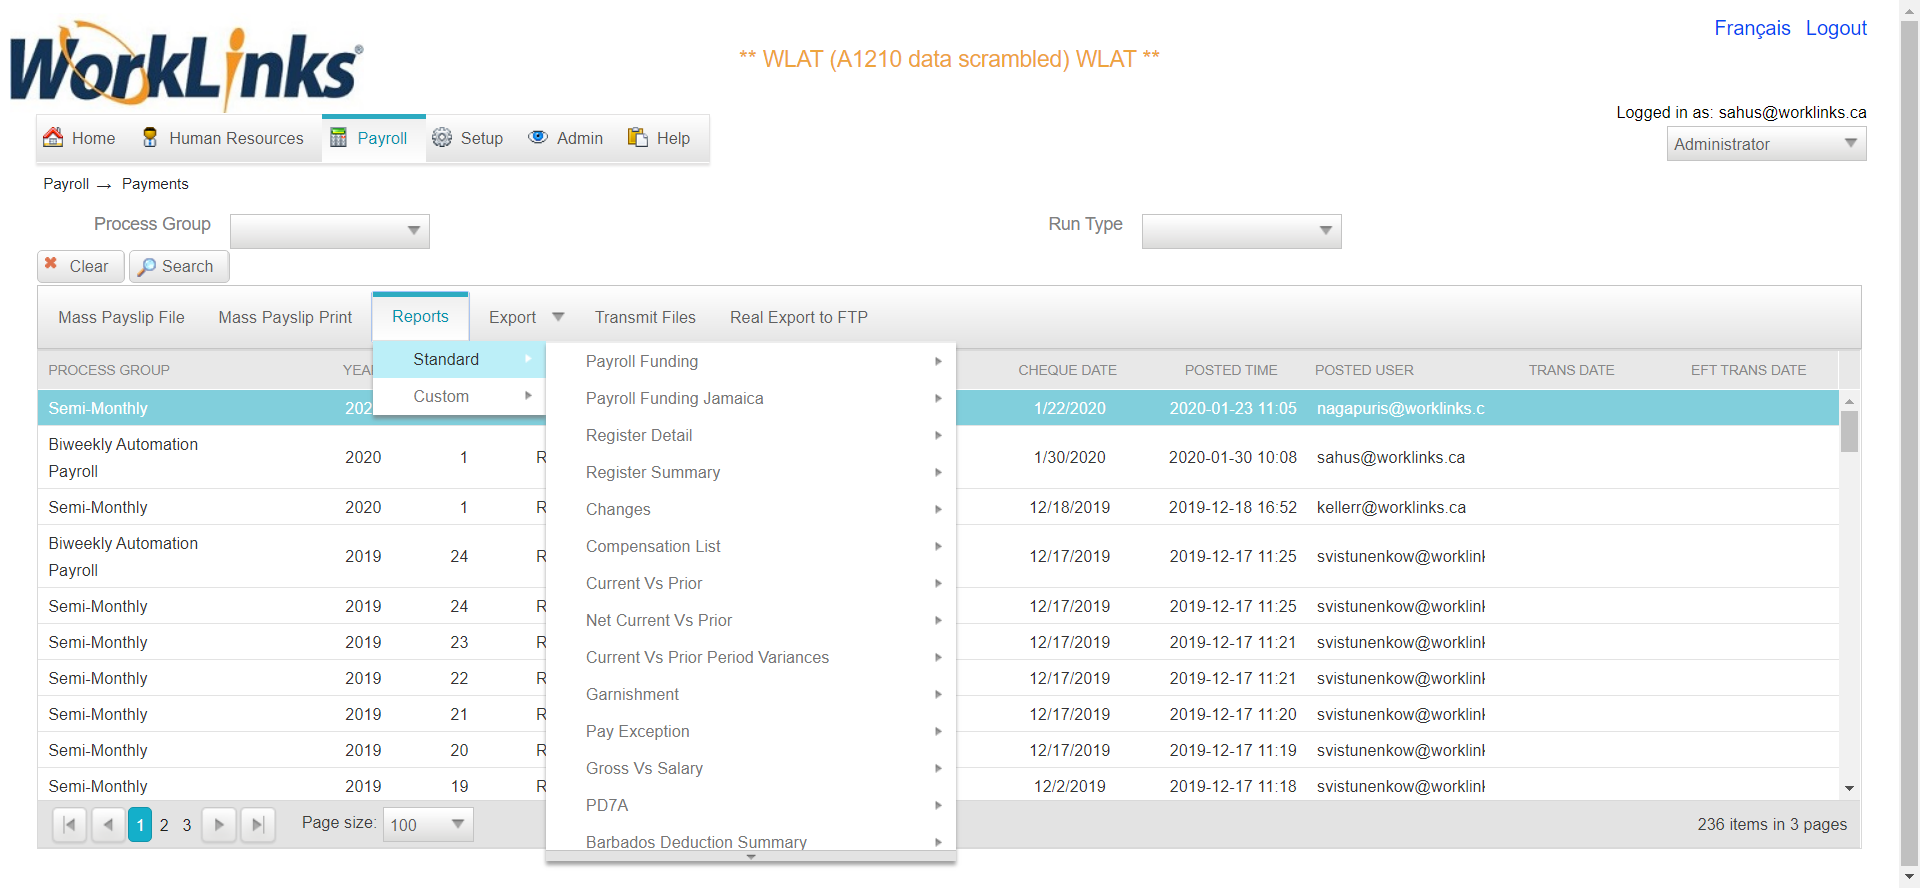 Français Logout
WorkLinks®
** WLAT (A1210 data scrambled) WLAT **
Logged in as: sahus@worklinks.ca
Home Human Resources Payroll Setup Admin Help
Administrator
Payroll → Payments
Process Group Run Type
Clear Search
Mass Payslip File Mass Payslip Print Reports Export Transmit Files Real Export to FTP
Standard
Custom
Payroll Funding
Payroll Funding Jamaica
Register Detail
Register Summary
Changes
Compensation List
Current Vs Prior
Net Current Vs Prior
Current Vs Prior Period Variances
Garnishment
Pay Exception
Gross Vs Salary
PD7A
Barbados Deduction Summary
PROCESS GROUP YEA CHEQUE DATE POSTED TIME POSTED USER TRANS DATE EFT TRANS DATE
Semi-Monthly 202 1/22/2020 2020-01-23 11:05 nagapuris@worklinks.c
Biweekly Automation
Payroll 2020 1 R 1/30/2020 2020-01-30 10:08 sahus@worklinks.ca
Semi-Monthly 2020 1 R 12/18/2019 2019-12-18 16:52 kellerr@worklinks.ca
Biweekly Automation
Payroll 2019 24 R 12/17/2019 2019-12-17 11:25 svistunenkow@worklink
Semi-Monthly 2019 24 R 12/17/2019 2019-12-17 11:25 svistunenkow@worklink
Semi-Monthly 2019 23 R 12/17/2019 2019-12-17 11:21 svistunenkow@worklink
Semi-Monthly 2019 22 R 12/17/2019 2019-12-17 11:21 svistunenkow@worklink
Semi-Monthly 2019 21 R 12/17/2019 2019-12-17 11:20 svistunenkow@worklink
Semi-Monthly 2019 20 R 12/17/2019 2019-12-17 11:19 svistunenkow@worklink
Semi-Monthly 2019 19 R 12/2/2019 2019-12-17 11:18 svistunenkow@worklink
1 2 3 Page size: 100 236 items in 3 pages